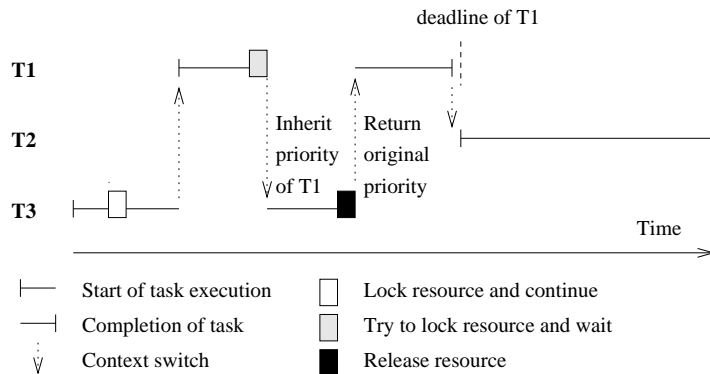 deadline of T1
T1
Inherit
priority
of T1
Return
original
priority
T2
T3
Time
Start of task execution
Lock resource and continue
Completion of task
Try to lock resource and wait
Context switch
Release resource